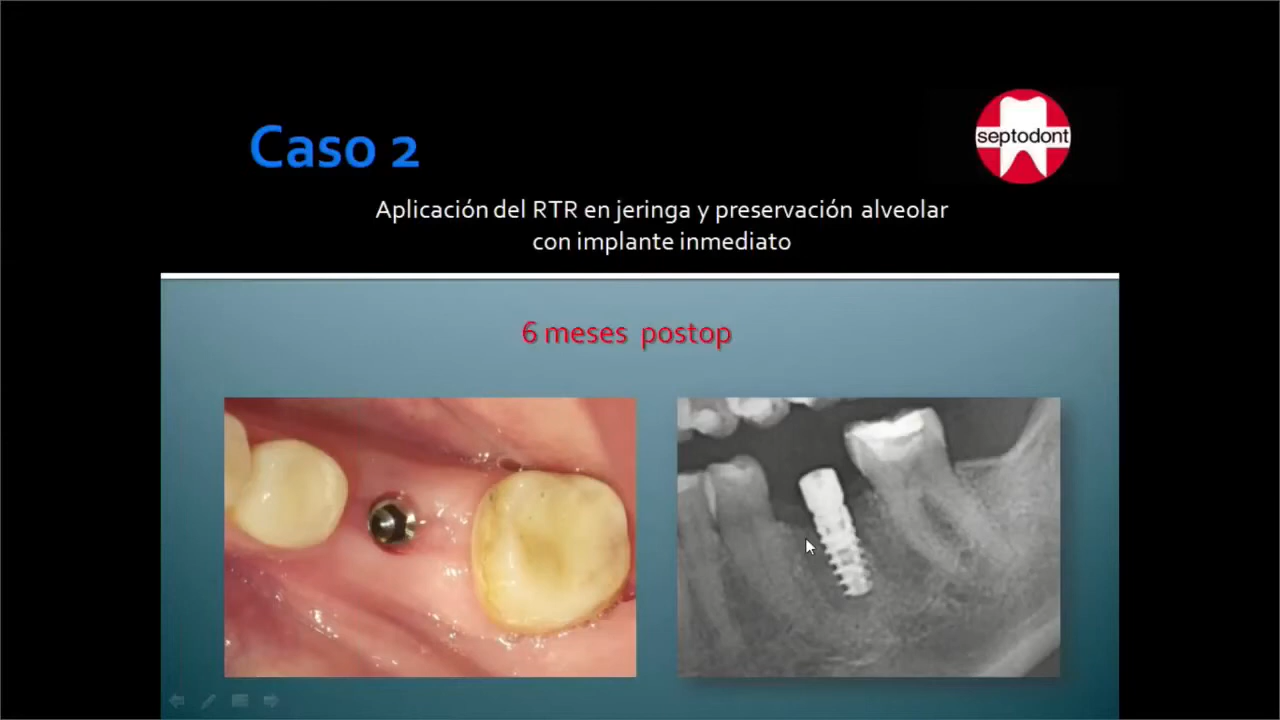 septodont
Caso 2
Aplicación del RTR en jeringa y preservación alveolar
con implante inmediato
6 meses postop